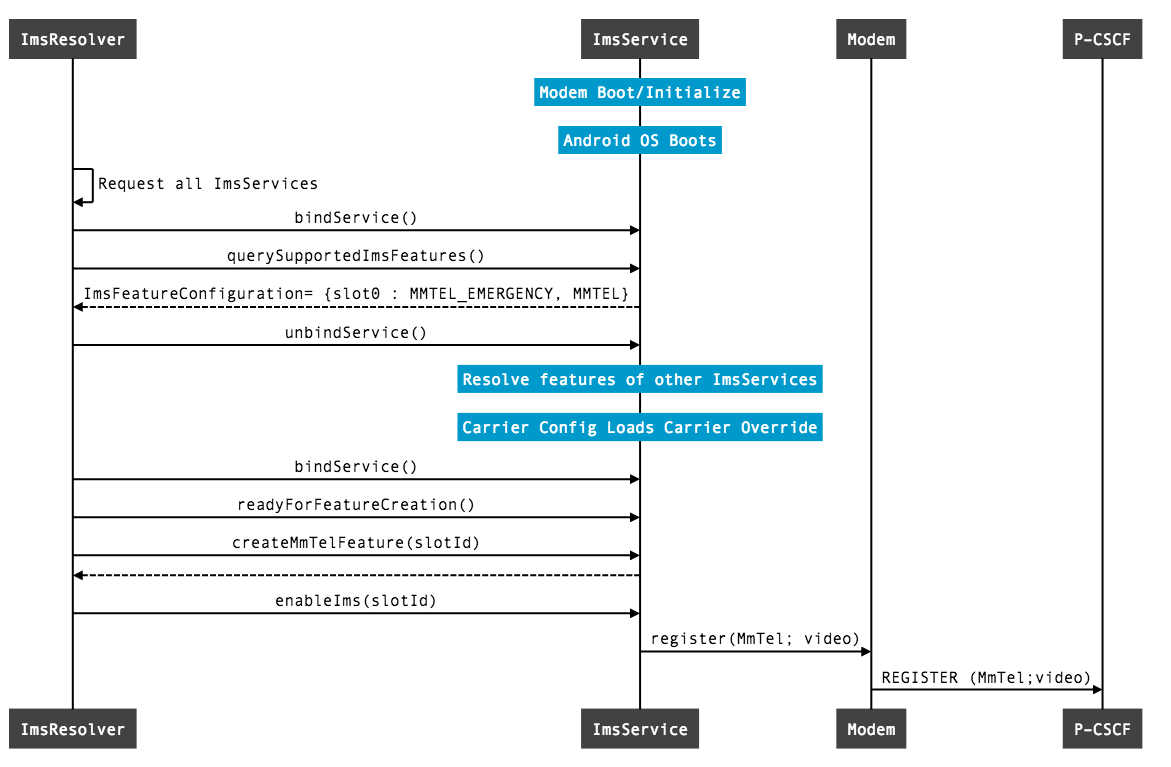 ImsResolver
ImsService
Modem
P-CSCF
Modem Boot/Initialize
Android OS Boots
Request all ImsServices
bindService()
querySupportedImsFeatures()
ImsFeatureConfiguration= {slot0 : MMTEL_EMERGENCY, MMTEL}
unbindService()
Resolve features of other ImsServices
Carrier Config Loads Carrier Override
bindService()
readyForFeatureCreation()
createMmTelFeature(slotId)
enableIms(slotId)
register(MmTel; video)
REGISTER (MmTel;video)
ImsResolver
ImsService
Modem
P-CSCF